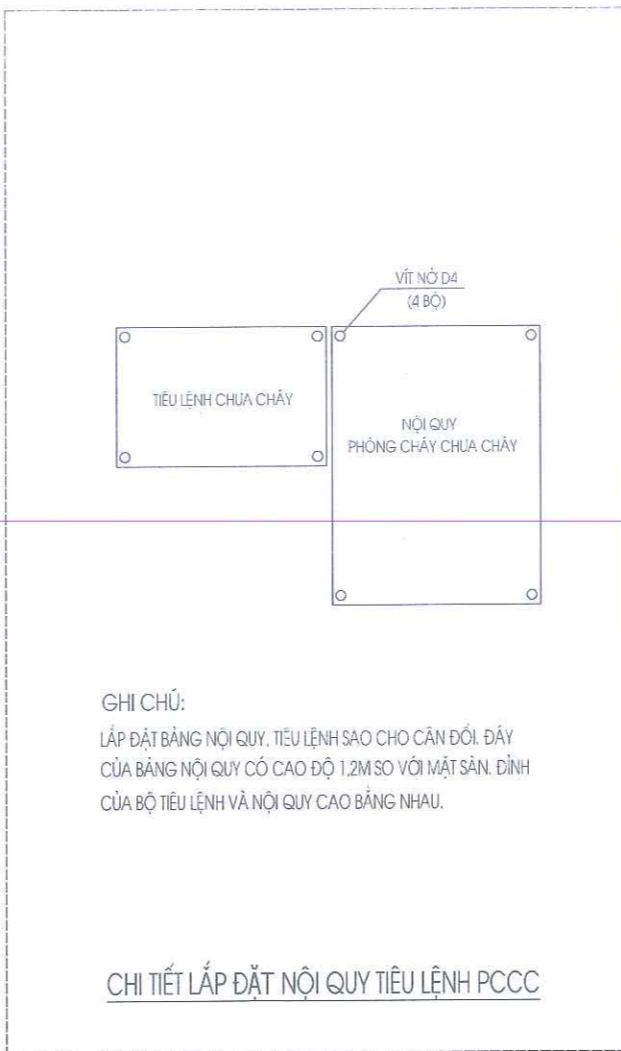 VÍT NỞ D4
(4 BỘ)
TIÊU LỆNH CHỮA CHÁY
NỘI QUY
PHÒNG CHÁY CHỮA CHÁY
GHI CHÚ:
LẮP ĐẶT BẢNG NỘI QUY, TIÊU LỆNH SAO CHO CÂN ĐỐI. ĐÁY
CỦA BẢNG NỘI QUY CÓ CAO ĐỘ 1,2M SO VỚI MẶT SÀN. ĐỈNH
CỦA BỘ TIÊU LỆNH VÀ NỘI QUY CAO BẰNG NHAU.
CHI TIẾT LẮP ĐẶT NỘI QUY TIÊU LỆNH PCCC